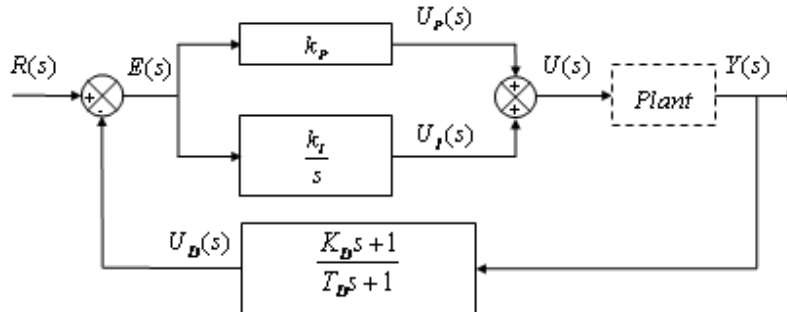 U_P(s)
k_P
R(s)
E(s)
U(s)
Y(s)
+
-
+
+
Plant
k_I
s
U_I(s)
U_D(s)
K_D s + 1
T_D s + 1